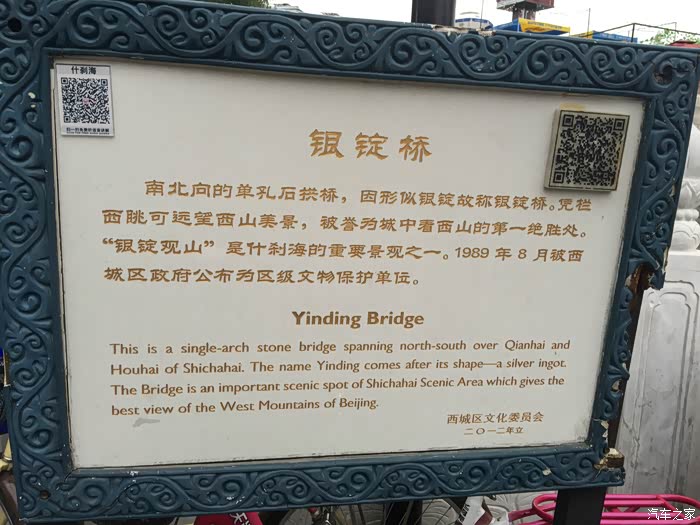 什刹海
银锭桥
南北向的单孔石拱桥，因形似银锭故称银锭桥。凭栏
西眺可远望西山美景，被誉为城中看西山的第一绝胜处。
“银锭观山”是什刹海的重要景观之一。1989年8月被西
城区政府公布为区级文物保护单位。
Yinding Bridge
This is a single-arch stone bridge spanning north-south over Qianhai and
Houhai of Shichahai. The name Yinding comes after its shape—a silver ingot.
The Bridge is an important scenic spot of Shichahai Scenic Area which gives the
best view of the West Mountains of Beijing.
西城区文化委员会
二〇一二年立
汽车之家